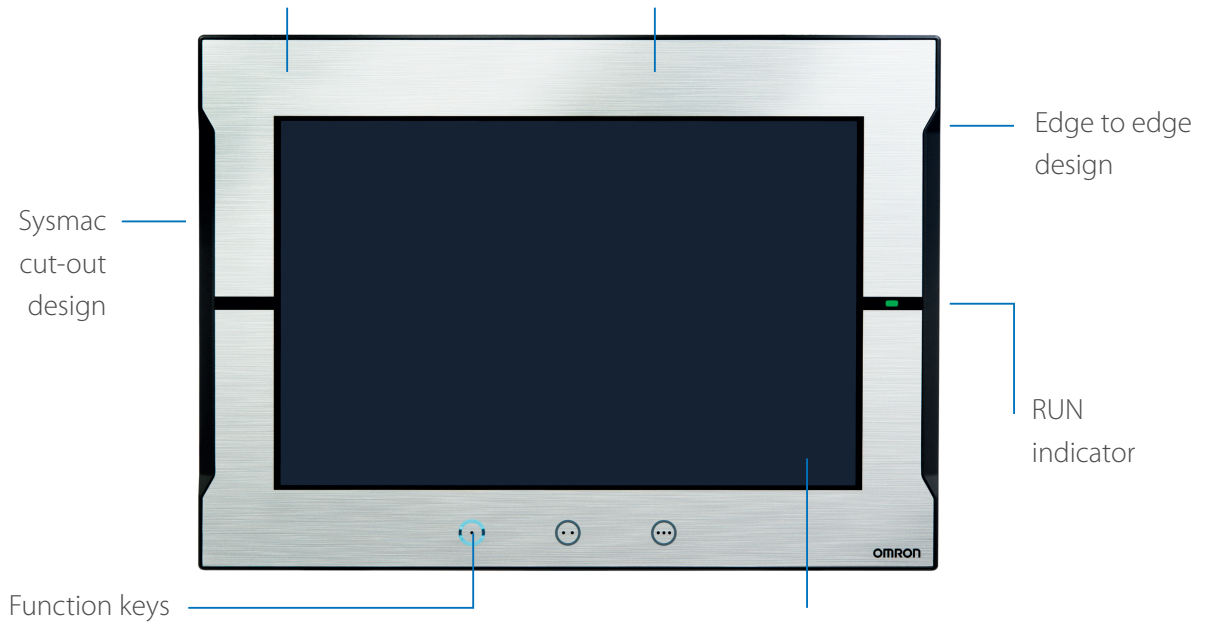 Edge to edge
design
Sysmac
cut-out
design
RUN
indicator
OMRON
Function keys